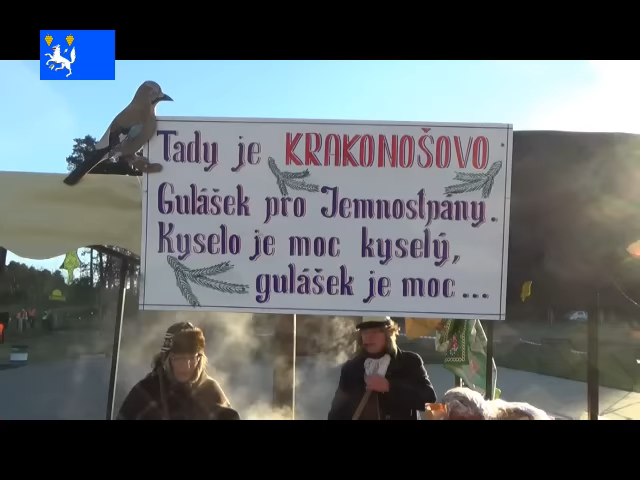 Tady je KRAKONOŠOVO.
Gulášek pro Jemnostpány.
Kyselo je moc kyselý,
gulášek je moc...